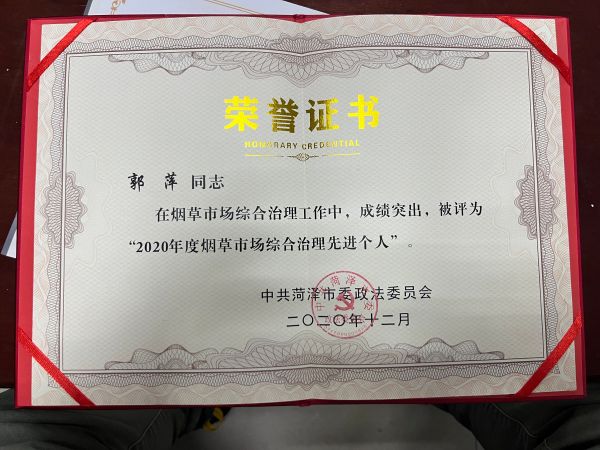 荣誉证书
HONORARY CREDENTIAL
郭 萍 同志
在烟草市场综合治理工作中，成绩突出，被评为
“2020年度烟草市场综合治理先进个人”。
中共菏泽市委政法委员会
二〇二〇年十二月